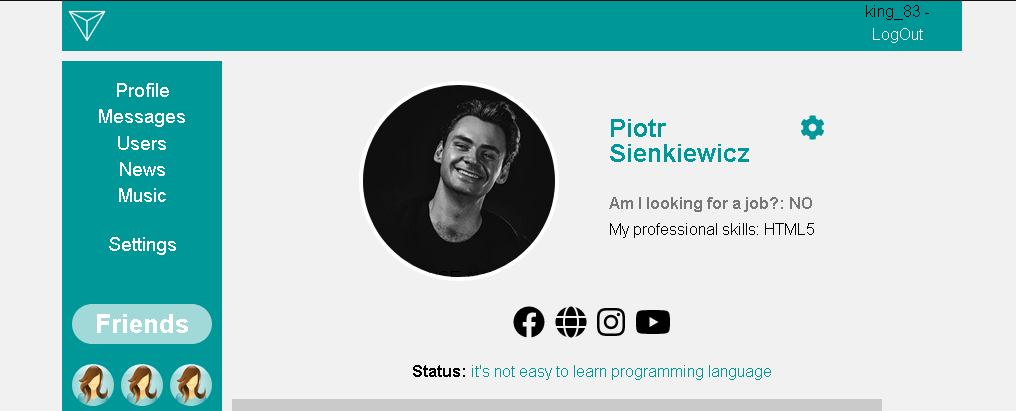 king_83 -
LogOut
Profile
Messages
Users
News
Music
Settings
Friends
Piotr
Sienkiewicz
Am I looking for a job?: NO
My professional skills: HTML5
Status: it's not easy to learn programming language